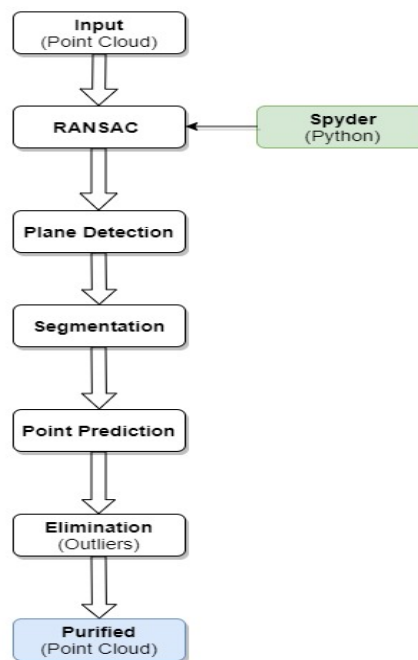 Input
(Point Cloud)
RANSAC
Spyder
(Python)
Plane Detection
Segmentation
Point Prediction
Elimination
(Outliers)
Purified
(Point Cloud)